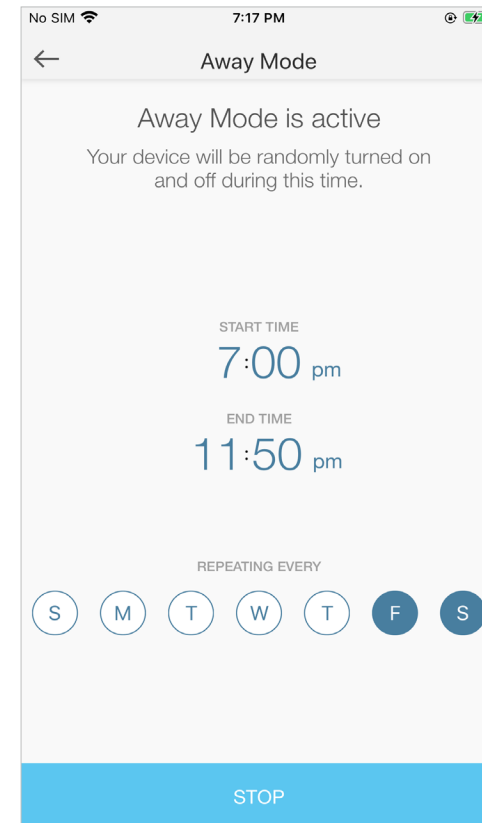 No SIM 7:17 PM
Away Mode
Away Mode is active
Your device will be randomly turned on
and off during this time.
START TIME
7:00 pm
END TIME
11:50 pm
REPEATING EVERY
S M T W T F S
STOP